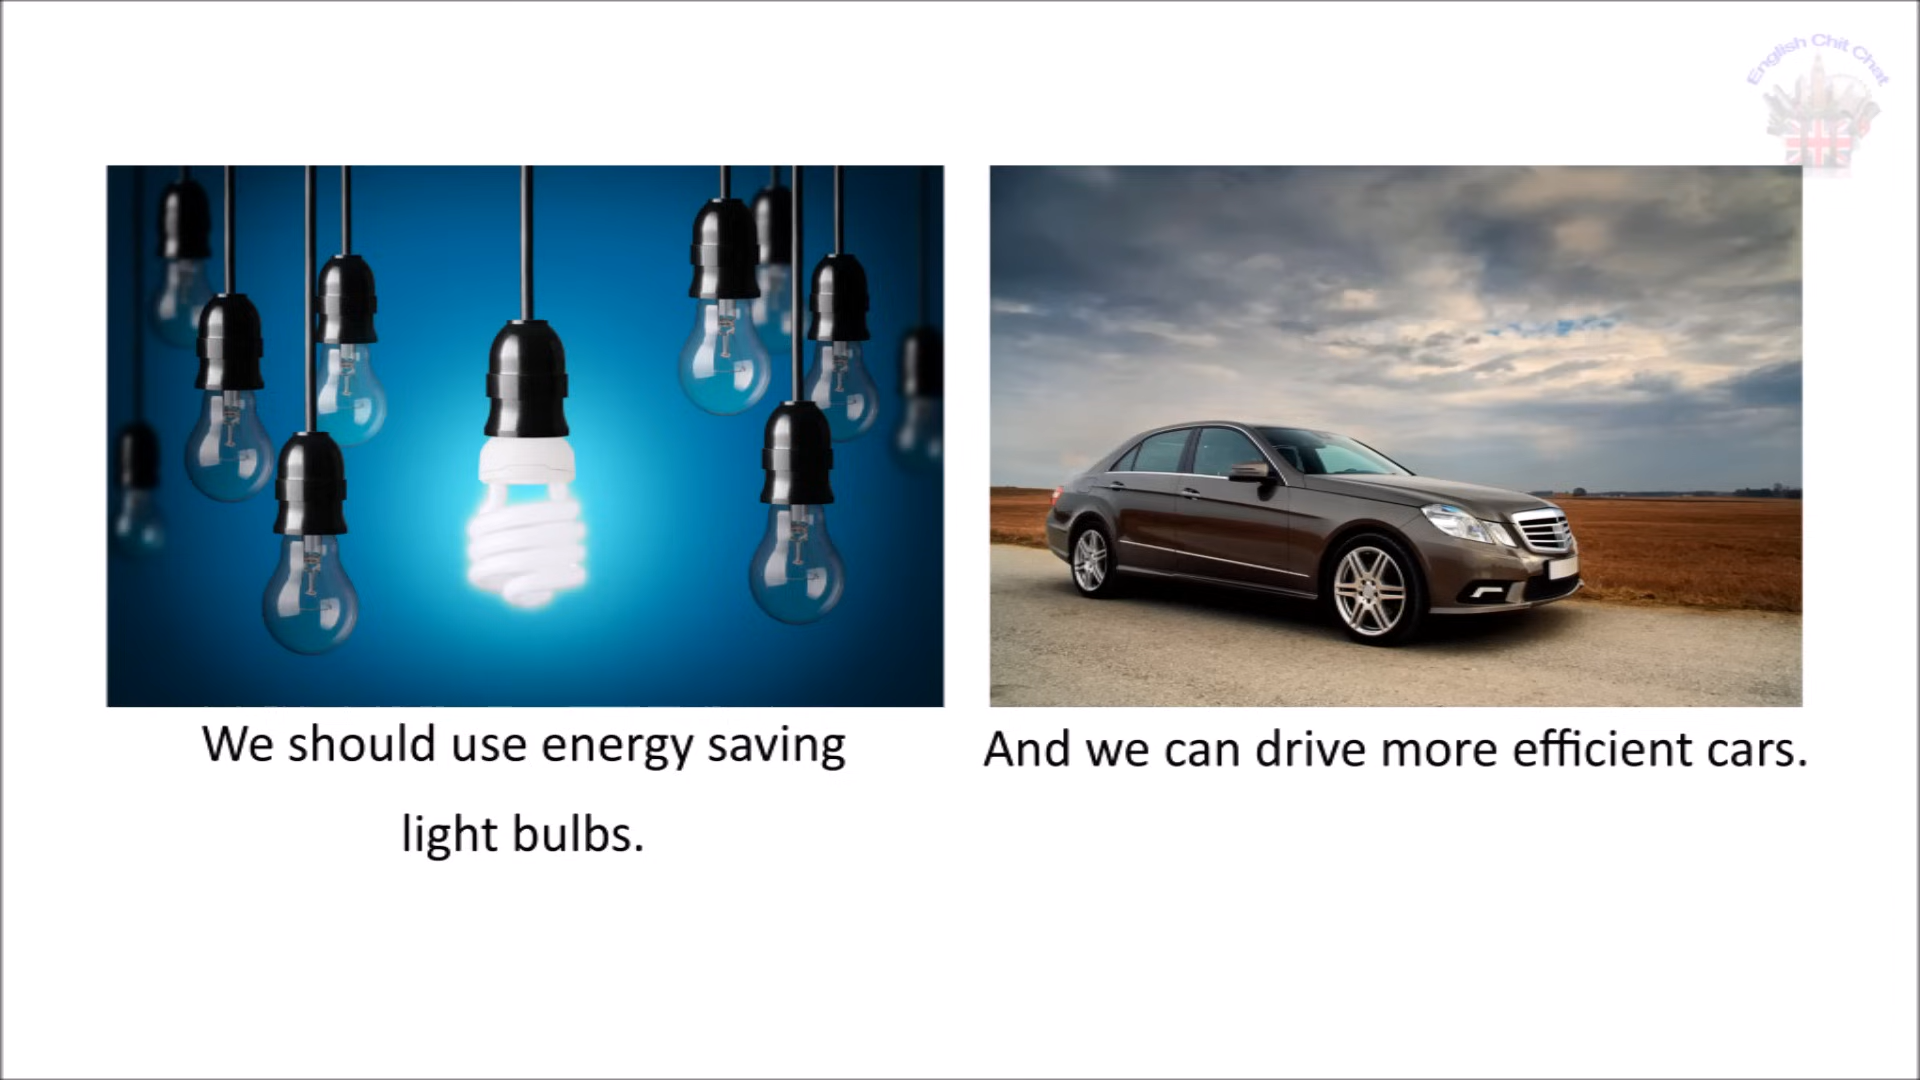 English Chit Chat
We should use energy saving
light bulbs.
And we can drive more efficient cars.